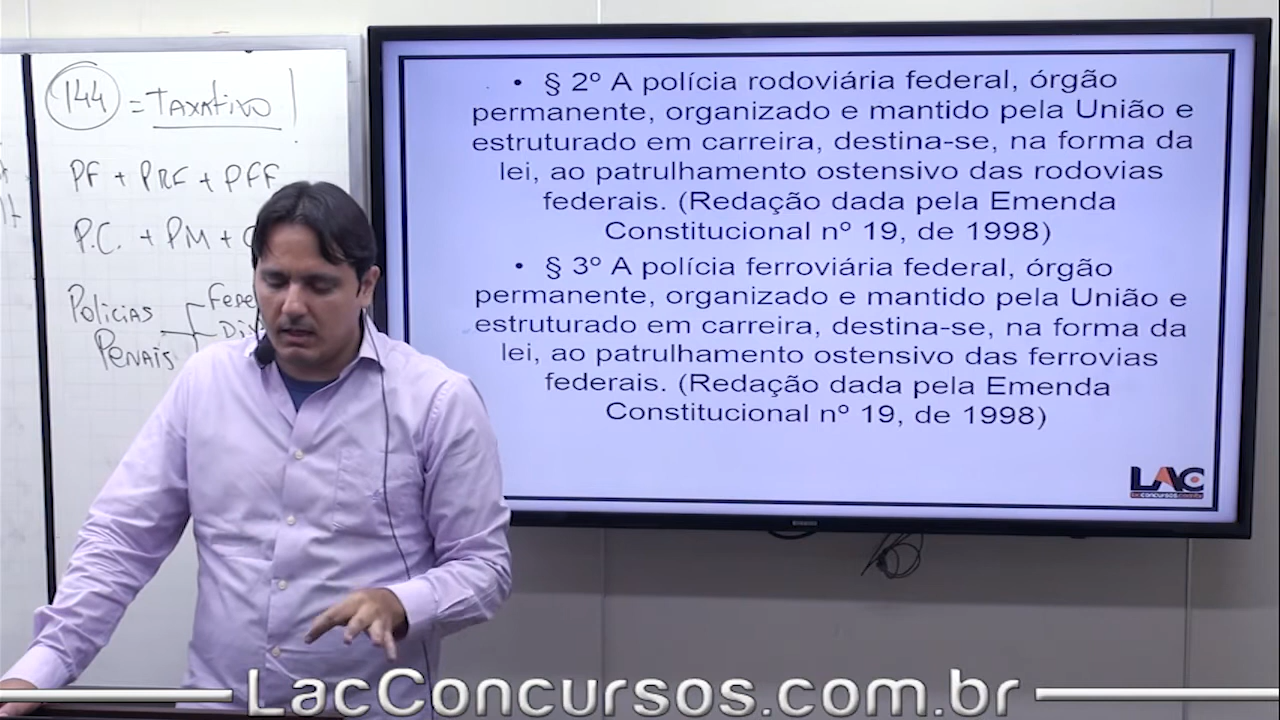 144 = TAXATIVO!
PF + PRF + PFF
P.C. + PM +
Polícias
Penais
• § 2º A polícia rodoviária federal, órgão
permanente, organizado e mantido pela União e
estruturado em carreira, destina-se, na forma da
lei, ao patrulhamento ostensivo das rodovias
federais. (Redação dada pela Emenda
Constitucional nº 19, de 1998)
• § 3º A polícia ferroviária federal, órgão
permanente, organizado e mantido pela União e
estruturado em carreira, destina-se, na forma da
lei, ao patrulhamento ostensivo das ferrovias
federais. (Redação dada pela Emenda
Constitucional nº 19, de 1998)
LAC
lacconcursos.com.br
LacConcursos.com.br